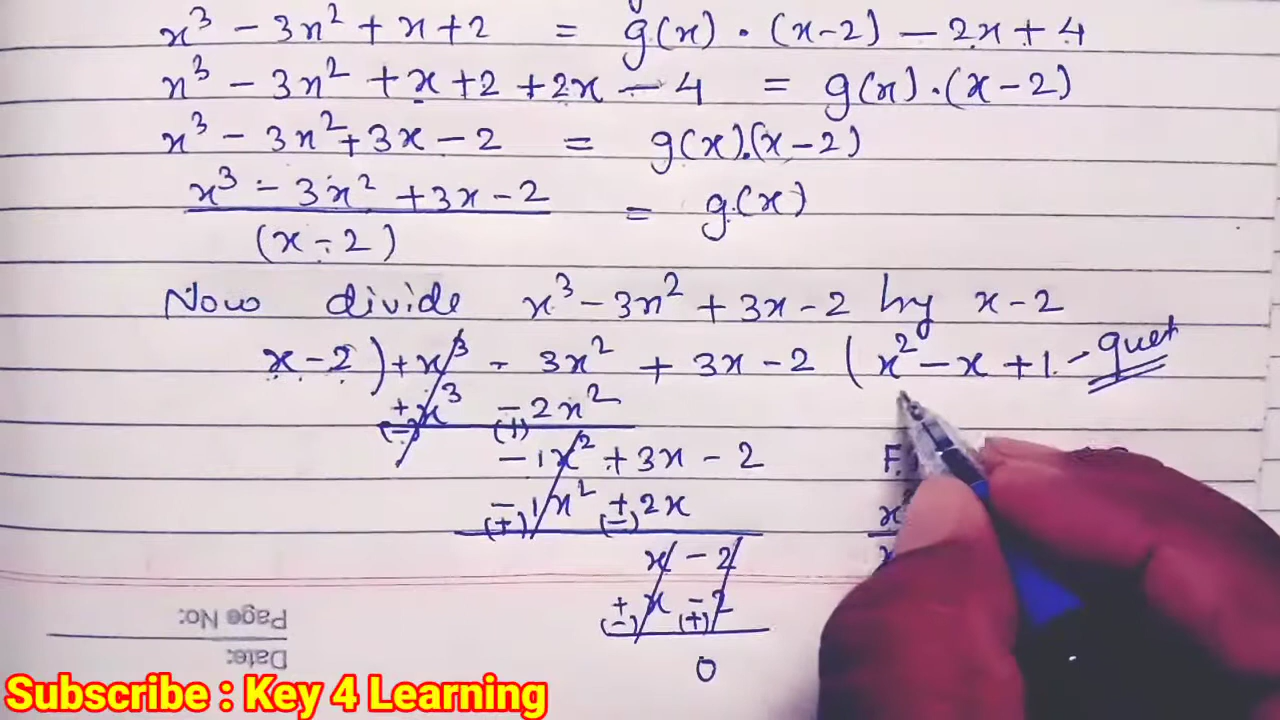 x³ - 3x² + x + 2 = g(x) · (x-2) - 2x + 4
x³ - 3x² + x + 2 + 2x - 4 = g(x) · (x - 2)
x³ - 3x² + 3x - 2 = g(x).(x - 2)
x³ - 3x² + 3x - 2 = g(x)
(x - 2)
Now divide x³ - 3x² + 3x - 2 by x - 2
x - 2 ) + x³ - 3x² + 3x - 2 ( x² - x + 1 - quet
+x³ -2x²
(-) (+)
-1x² + 3x - 2
-1x² +2x
(+) (-)
x - 2
+x -2
(-) (+)
0
Page No:
Date:
Subscribe : Key 4 Learning